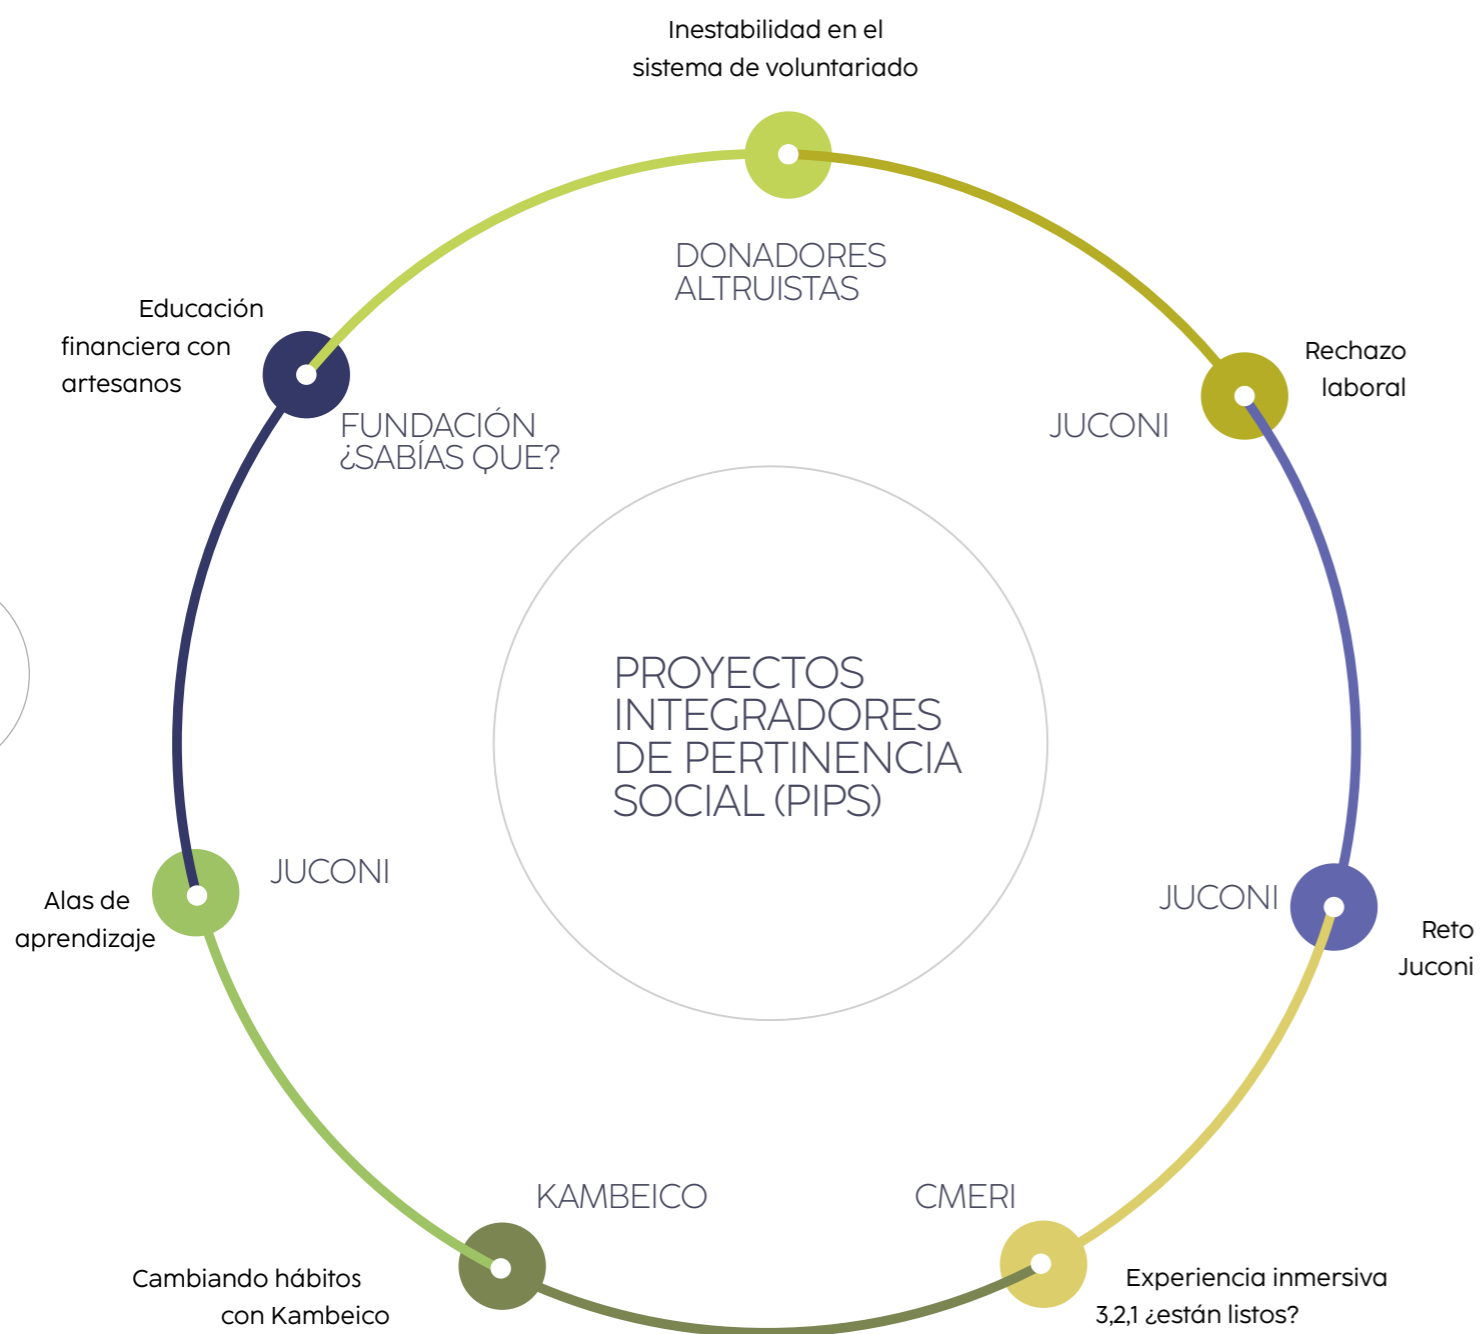 Inestabilidad en el
sistema de voluntariado
DONADORES
ALTRUISTAS
Educación
financiera con
artesanos
FUNDACIÓN
¿SABÍAS QUE?
Rechazo
laboral
JUCONI
PROYECTOS
INTEGRADORES
DE PERTINENCIA
SOCIAL (PIPS)
JUCONI
Alas de
aprendizaje
JUCONI
Reto
Juconi
KAMBEICO
CMERI
Cambiando hábitos
con Kambeico
Experiencia inmersiva
3,2,1 ¿están listos?